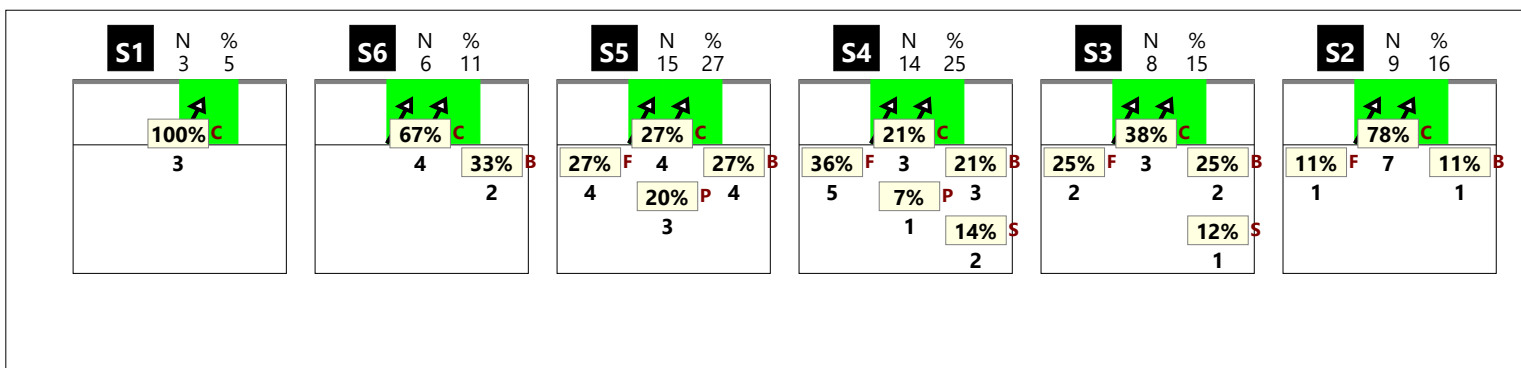 S1 N % 3 5
100% C
3
S6 N % 6 11
67% C
4
33% B
2
S5 N % 15 27
27% F
4
27% C
4
27% B
4
20% P
3
S4 N % 14 25
36% F
5
21% C
3
21% B
3
7% P
1
14% S
2
S3 N % 8 15
25% F
2
38% C
3
25% B
2
12% S
1
S2 N % 9 16
11% F
1
78% C
7
11% B
1